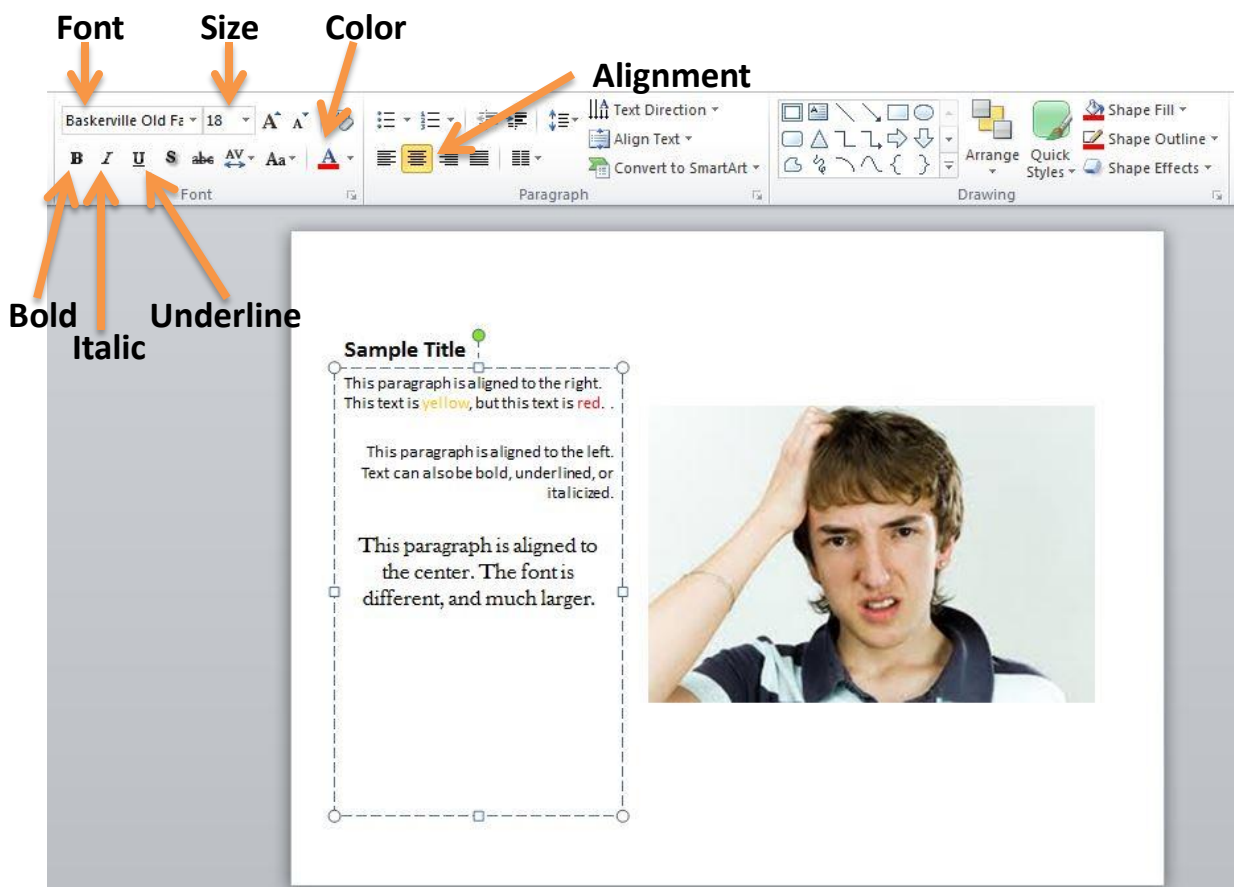 Font Size Color
Alignment
Baskerville Old Fa 18 A A Text Direction
Align Text
Convert to SmartArt
B I U S abc AV Aa A
Arrange Quick Styles
Shape Fill
Shape Outline
Shape Effects
Font Paragraph Drawing
Bold Italic Underline
Sample Title
This paragraph is aligned to the right.
This text is yellow, but this text is red. .
This paragraph is aligned to the left.
Text can also be bold, underlined, or
italicized.
This paragraph is aligned to
the center. The font is
different, and much larger.